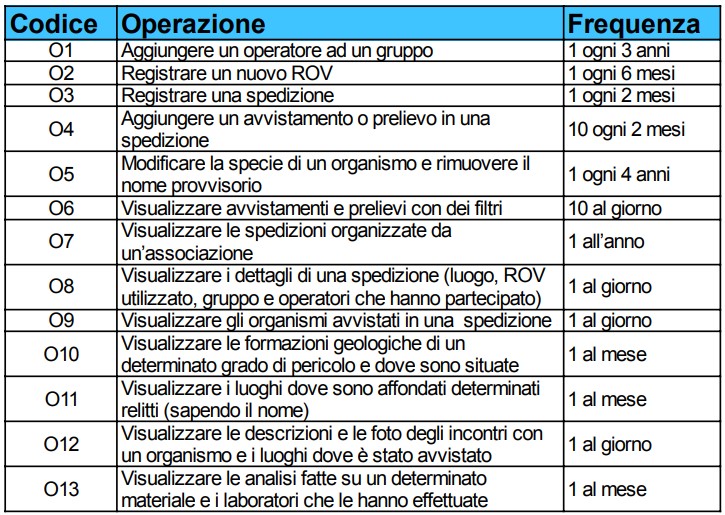 Codice Operazione Frequenza
O1 Aggiungere un operatore ad un gruppo 1 ogni 3 anni
O2 Registrare un nuovo ROV 1 ogni 6 mesi
O3 Registrare una spedizione 1 ogni 2 mesi
O4 Aggiungere un avvistamento o prelievo in una
spedizione 10 ogni 2 mesi
O5 Modificare la specie di un organismo e rimuovere il
nome provvisorio 1 ogni 4 anni
O6 Visualizzare avvistamenti e prelievi con dei filtri 10 al giorno
O7 Visualizzare le spedizioni organizzate da
un’associazione 1 all’anno
O8 Visualizzare i dettagli di una spedizione (luogo, ROV
utilizzato, gruppo e operatori che hanno partecipato) 1 al giorno
O9 Visualizzare gli organismi avvistati in una spedizione 1 al giorno
O10 Visualizzare le formazioni geologiche di un
determinato grado di pericolo e dove sono situate 1 al mese
O11 Visualizzare i luoghi dove sono affondati determinati
relitti (sapendo il nome) 1 al mese
O12 Visualizzare le descrizioni e le foto degli incontri con
un organismo e i luoghi dove è stato avvistato 1 al giorno
O13 Visualizzare le analisi fatte su un determinato
materiale e i laboratori che le hanno effettuate 1 al mese